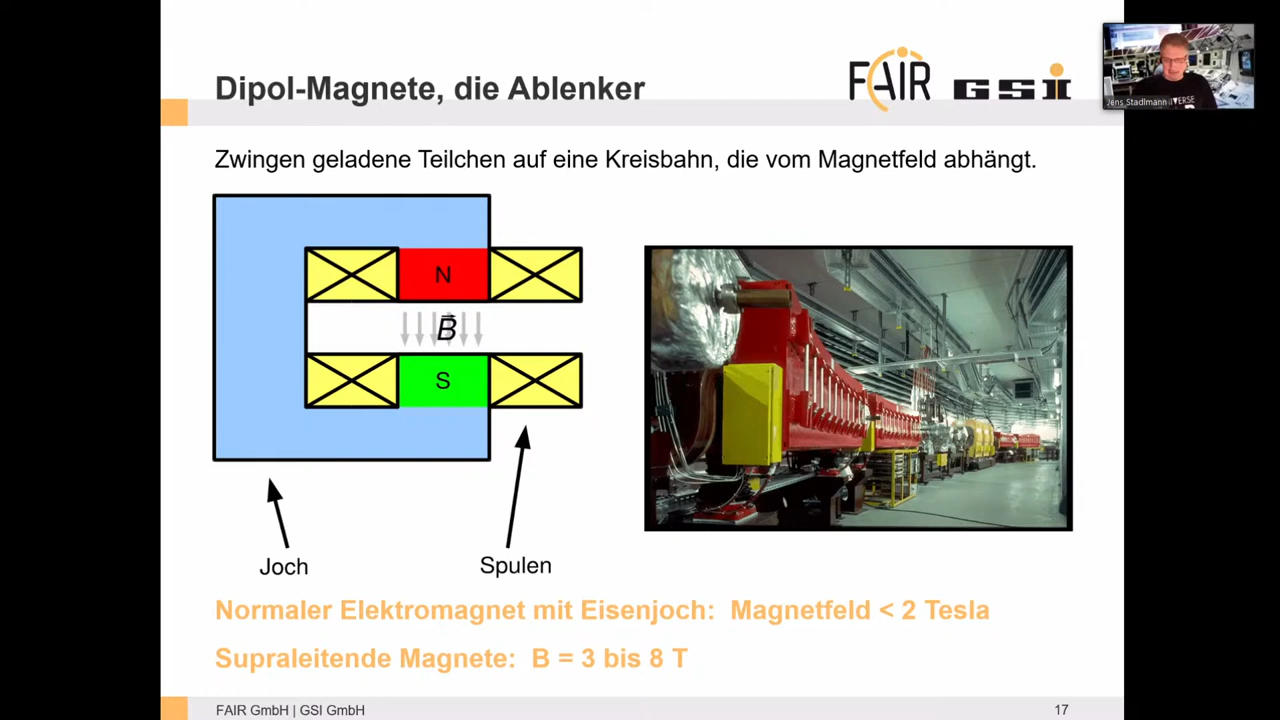 Dipol-Magnete, die Ablenker
FAIR GSI
Jens Stadlmann
VERSE
Zwingen geladene Teilchen auf eine Kreisbahn, die vom Magnetfeld abhängt.
N
B
S
Joch
Spulen
Normaler Elektromagnet mit Eisenjoch: Magnetfeld < 2 Tesla
Supraleitende Magnete: B = 3 bis 8 T
FAIR GmbH | GSI GmbH
17